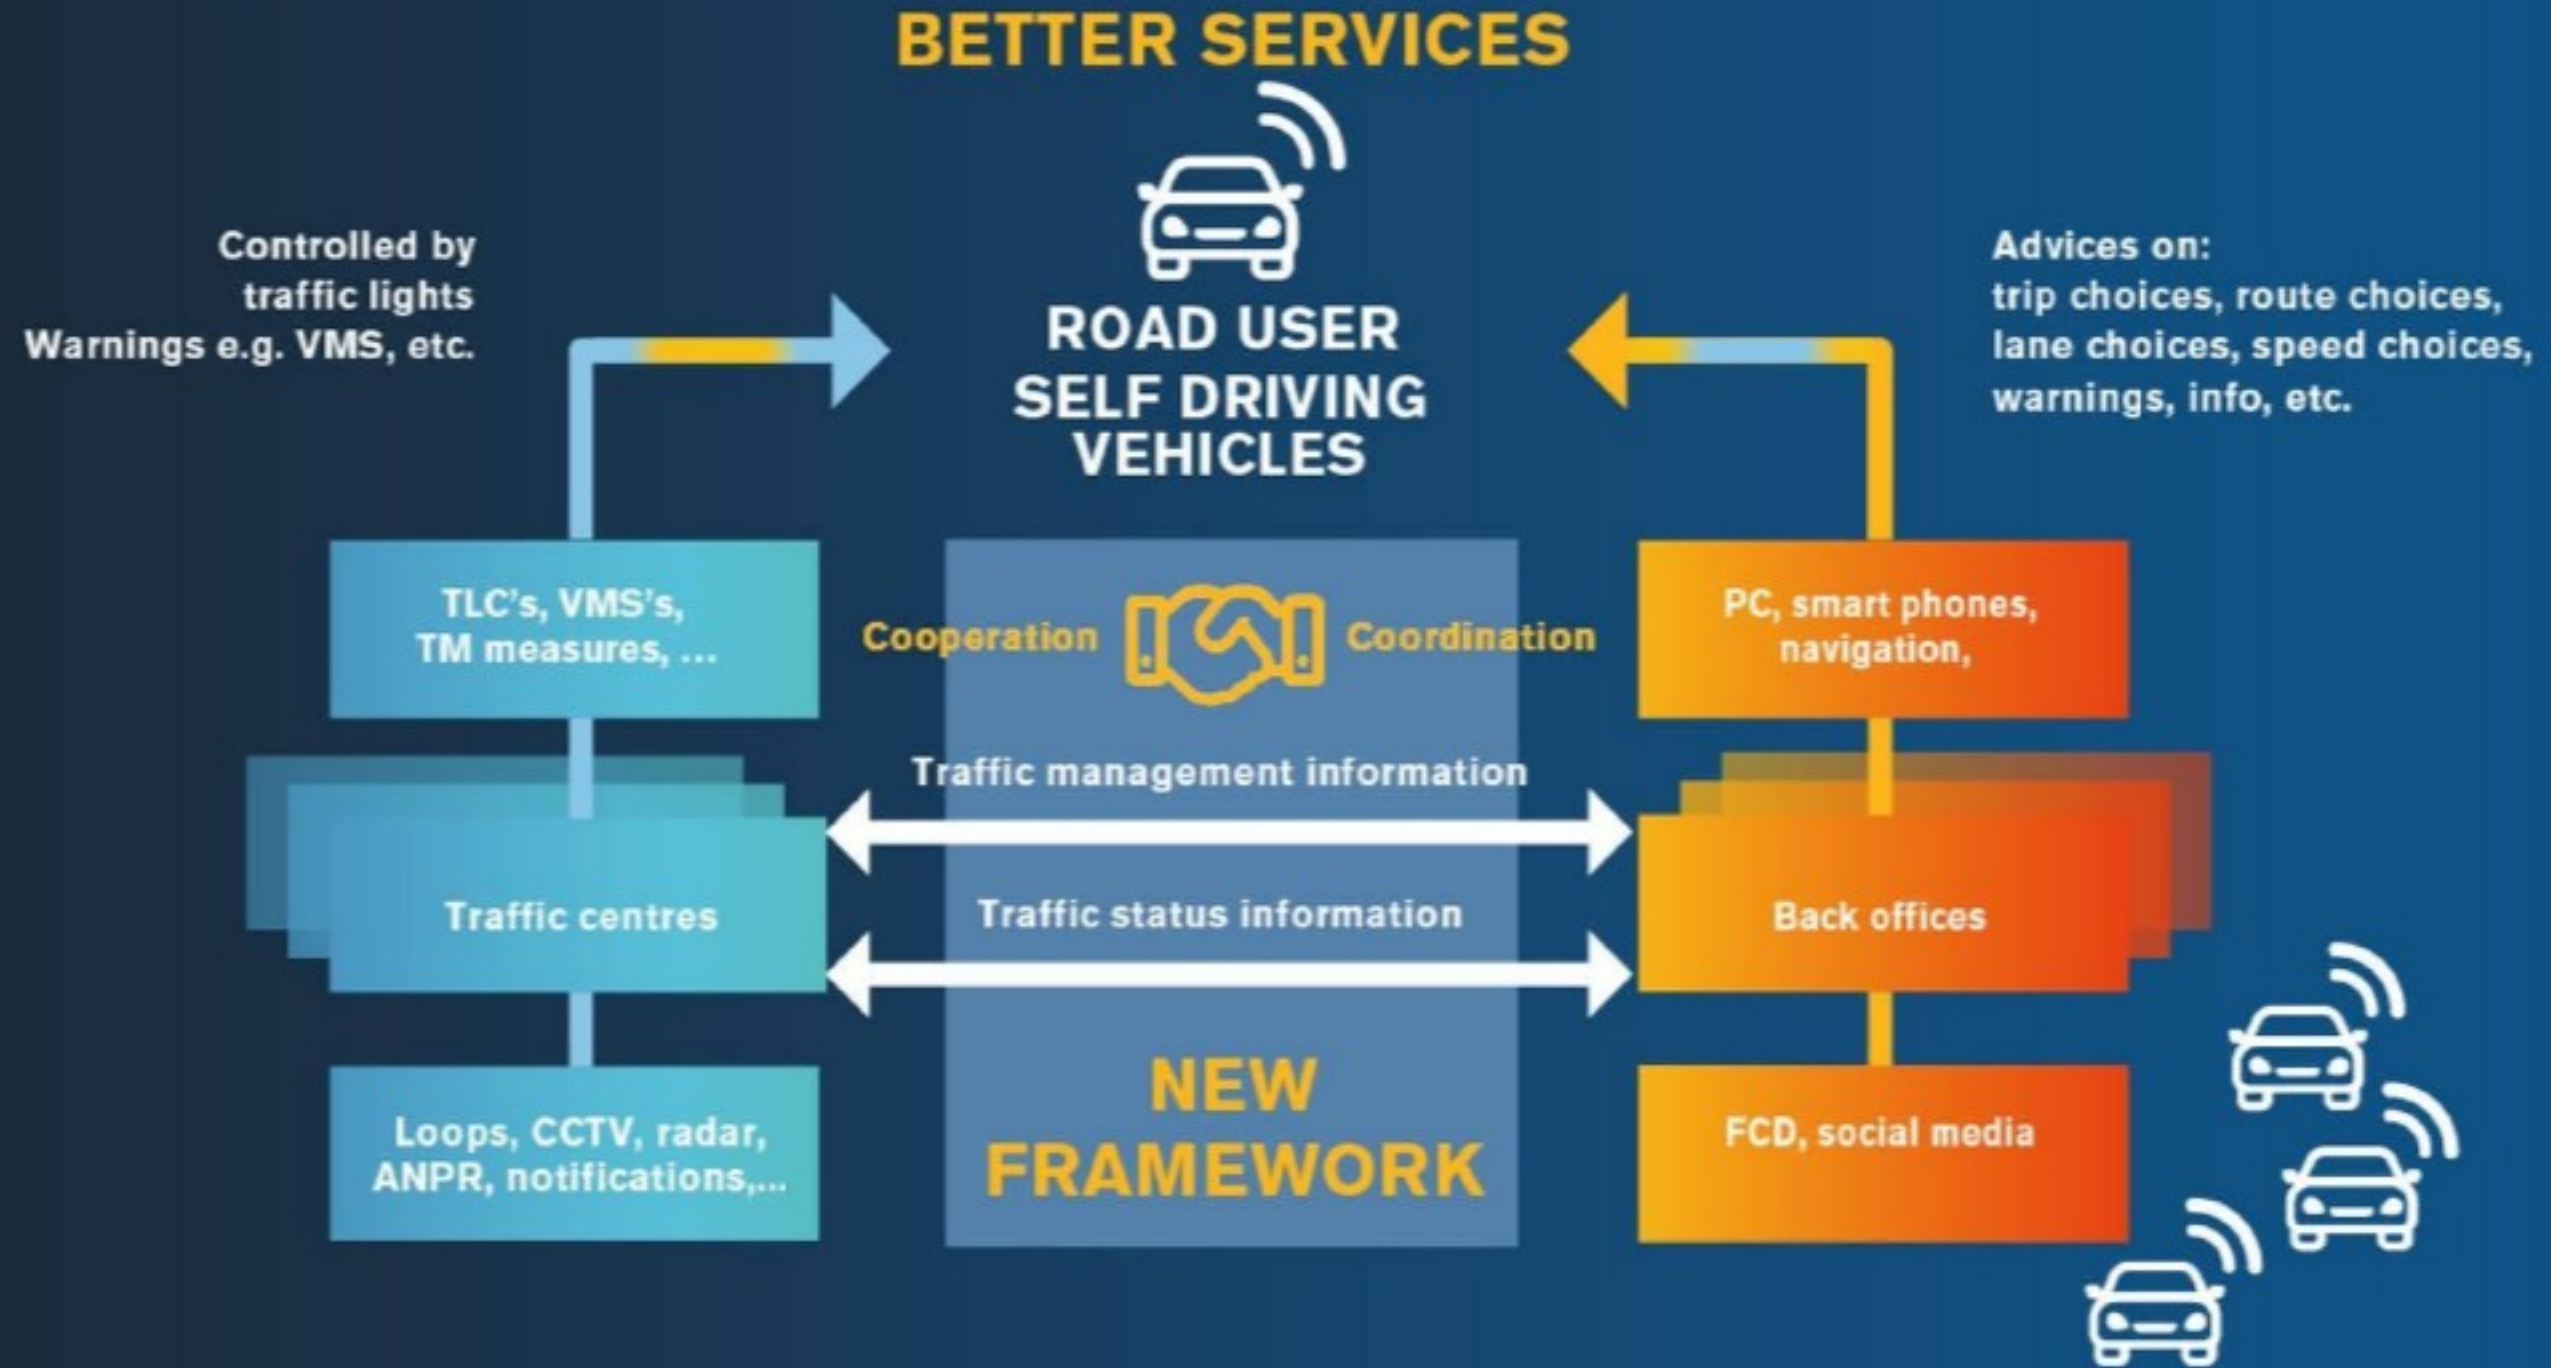 BETTER SERVICES
Controlled by
traffic lights
Warnings e.g. VMS, etc.
ROAD USER
SELF DRIVING
VEHICLES
Advices on:
trip choices, route choices,
lane choices, speed choices,
warnings, info, etc.
TLC's, VMS's,
TM measures, ...
Cooperation
Coordination
PC, smart phones,
navigation,
Traffic management information
Traffic centres
Traffic status information
Back offices
Loops, CCTV, radar,
ANPR, notifications,...
NEW
FRAMEWORK
FCD, social media